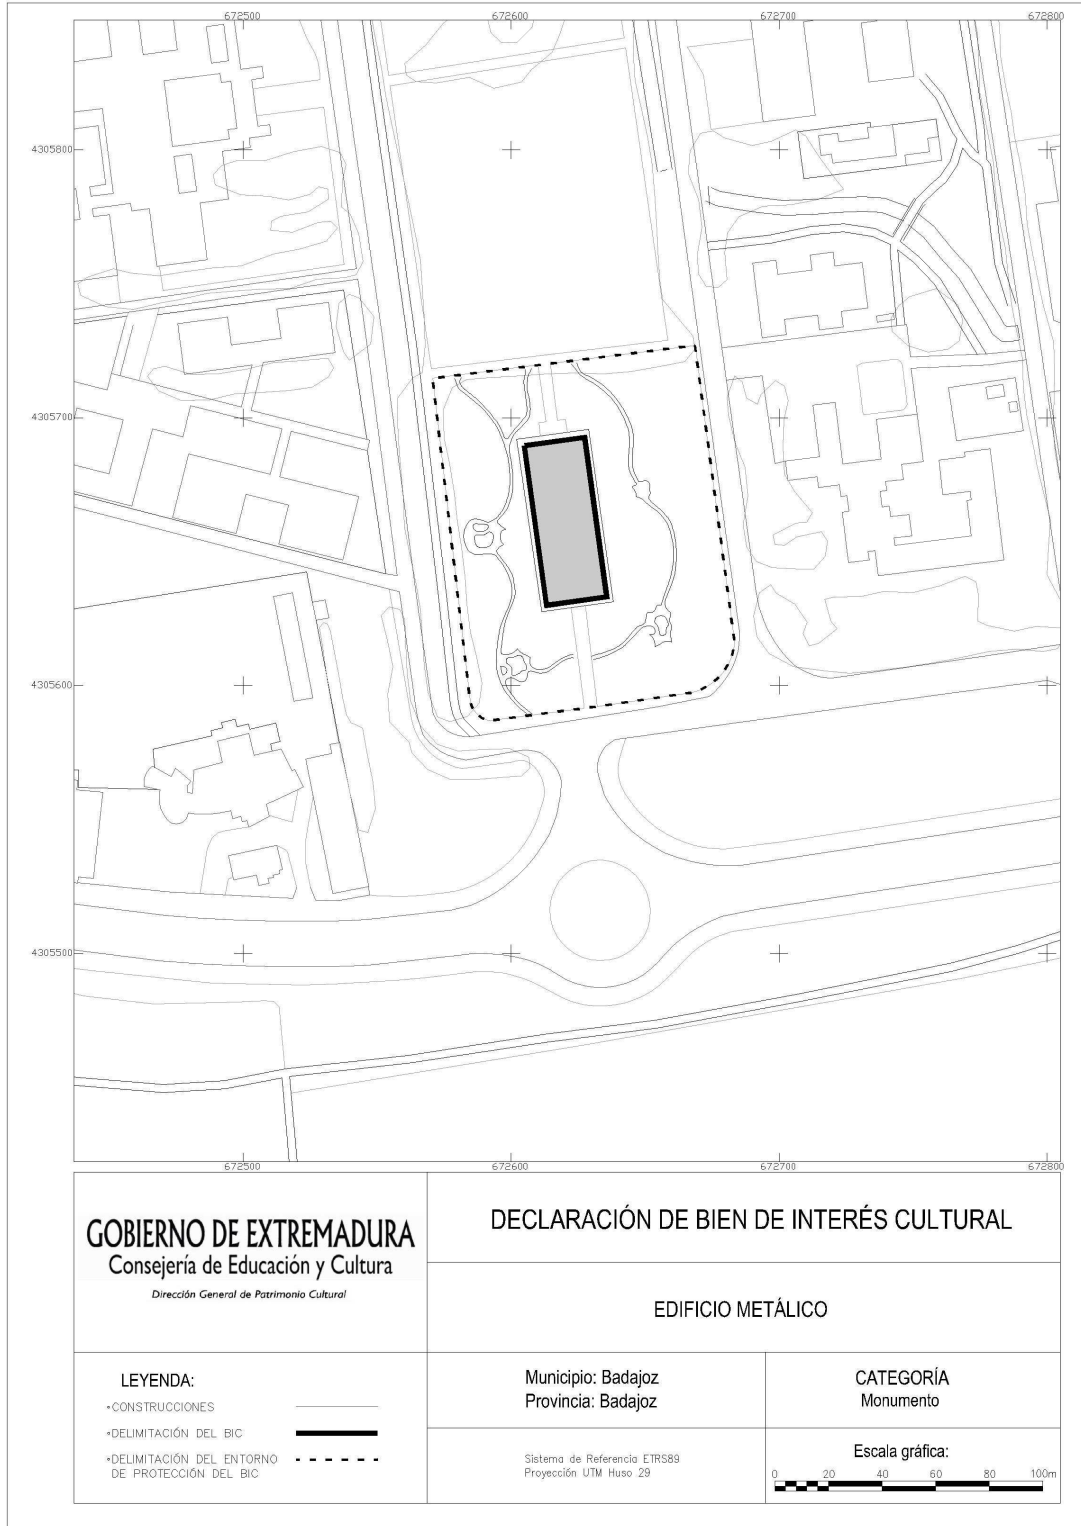 672500 672600 672700 672800
4305800
4305700
4305600
4305500
672500 672600 672700 672800
GOBIERNO DE EXTREMADURA
Consejería de Educación y Cultura
Dirección General de Patrimonio Cultural
DECLARACIÓN DE BIEN DE INTERÉS CULTURAL
EDIFICIO METÁLICO
LEYENDA:
CONSTRUCCIONES
DELIMITACIÓN DEL BIC
DELIMITACIÓN DEL ENTORNO
DE PROTECCIÓN DEL BIC
Municipio: Badajoz
Provincia: Badajoz
CATEGORÍA
Monumento
Sistema de Referencia ETRS89
Proyección UTM Huso 29
Escala gráfica:
0 20 40 60 80 100m